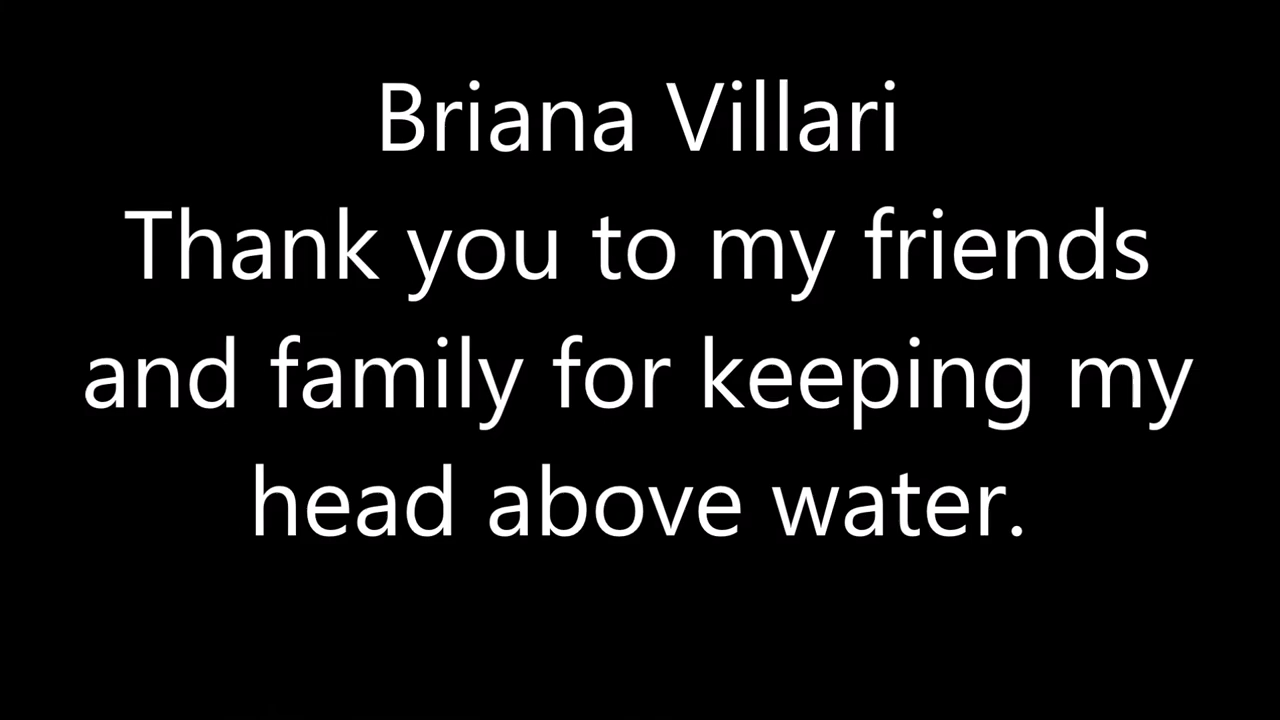 Briana Villari
Thank you to my friends
and family for keeping my
head above water.